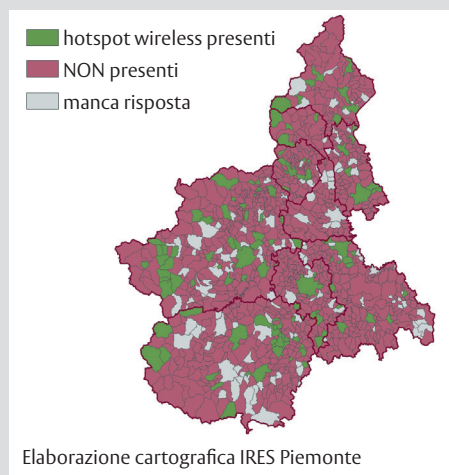 hotspot wireless presenti
NON presenti
manca risposta
Elaborazione cartografica IRES Piemonte